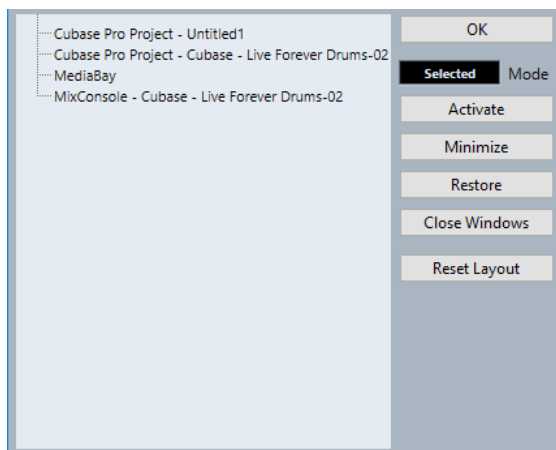 Cubase Pro Project - Untitled1
Cubase Pro Project - Cubase - Live Forever Drums-02
MediaBay
MixConsole - Cubase - Live Forever Drums-02
OK
Selected Mode
Activate
Minimize
Restore
Close Windows
Reset Layout